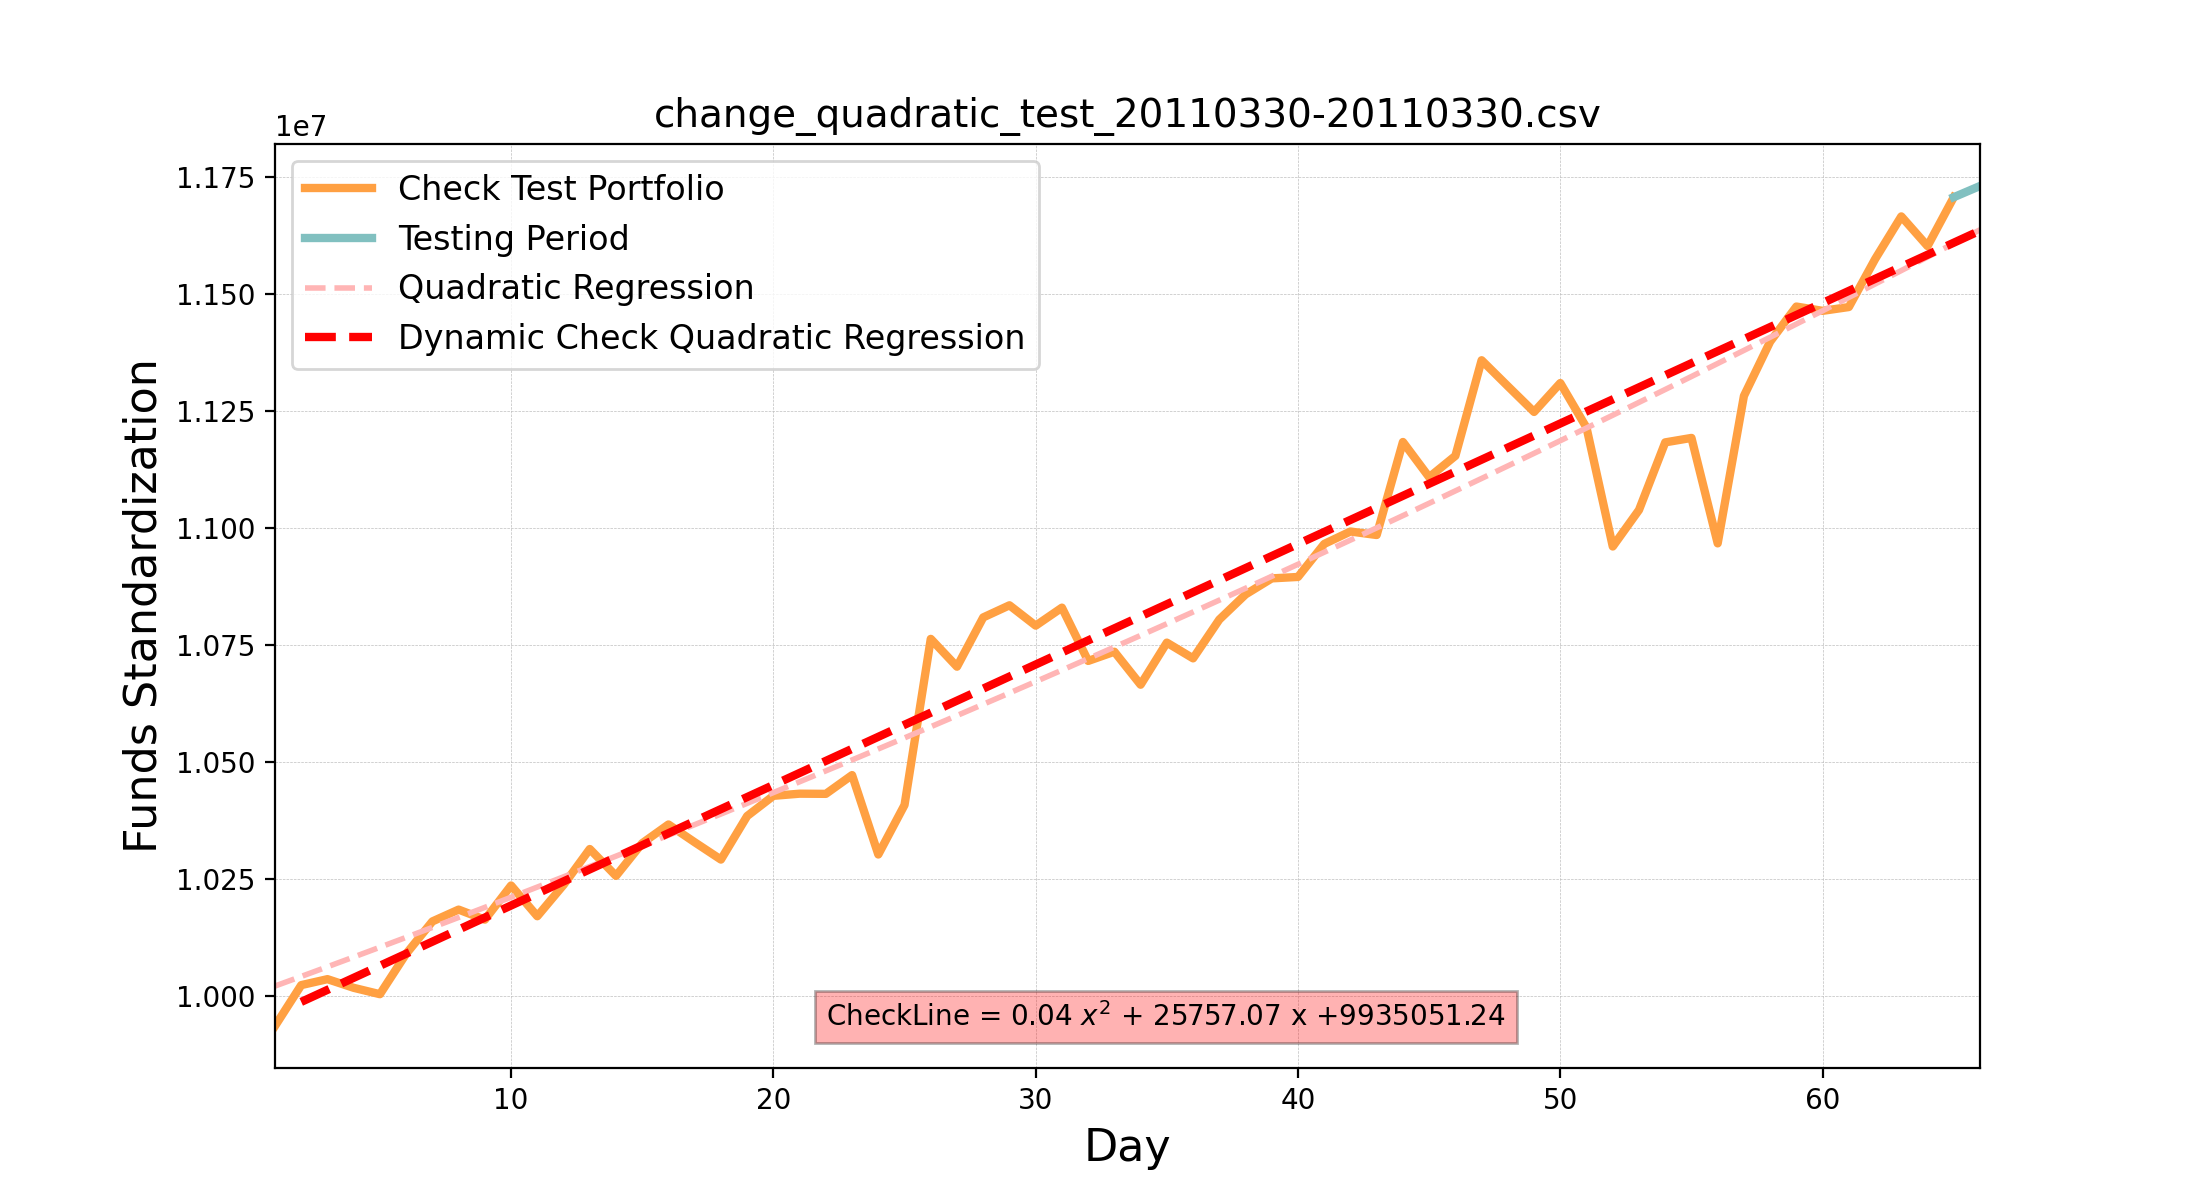 change_quadratic_test_20110330-20110330.csv
1e7
Check Test Portfolio
Testing Period
Quadratic Regression
Dynamic Check Quadratic Regression
1.175
1.150
1.125
1.100
1.075
1.050
1.025
1.000
Funds Standardization
CheckLine = 0.04 x² + 25757.07 x +9935051.24
10 20 30 40 50 60
Day